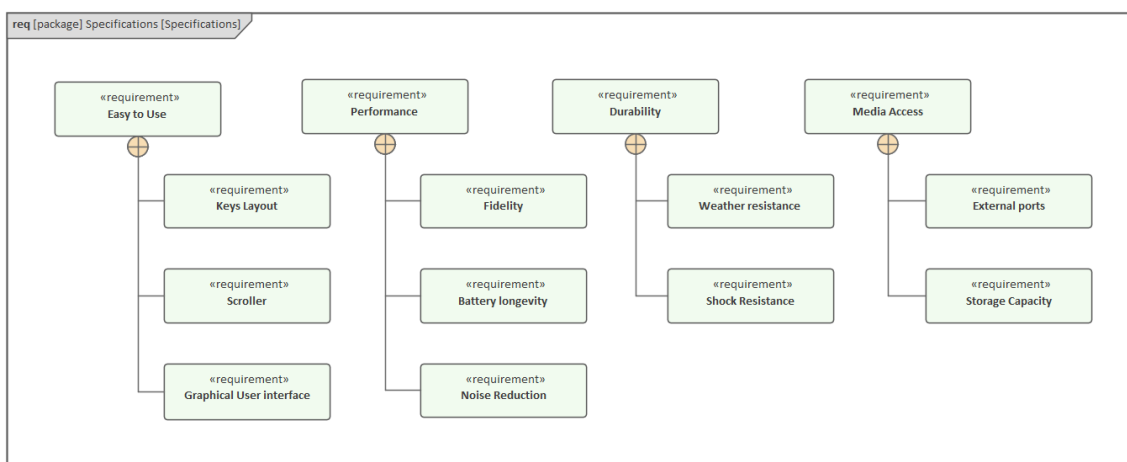 req [package] Specifications [Specifications]
«requirement»
Easy to Use
«requirement»
Keys Layout
«requirement»
Scroller
«requirement»
Graphical User interface
«requirement»
Performance
«requirement»
Fidelity
«requirement»
Battery longevity
«requirement»
Noise Reduction
«requirement»
Durability
«requirement»
Weather resistance
«requirement»
Shock Resistance
«requirement»
Media Access
«requirement»
External ports
«requirement»
Storage Capacity